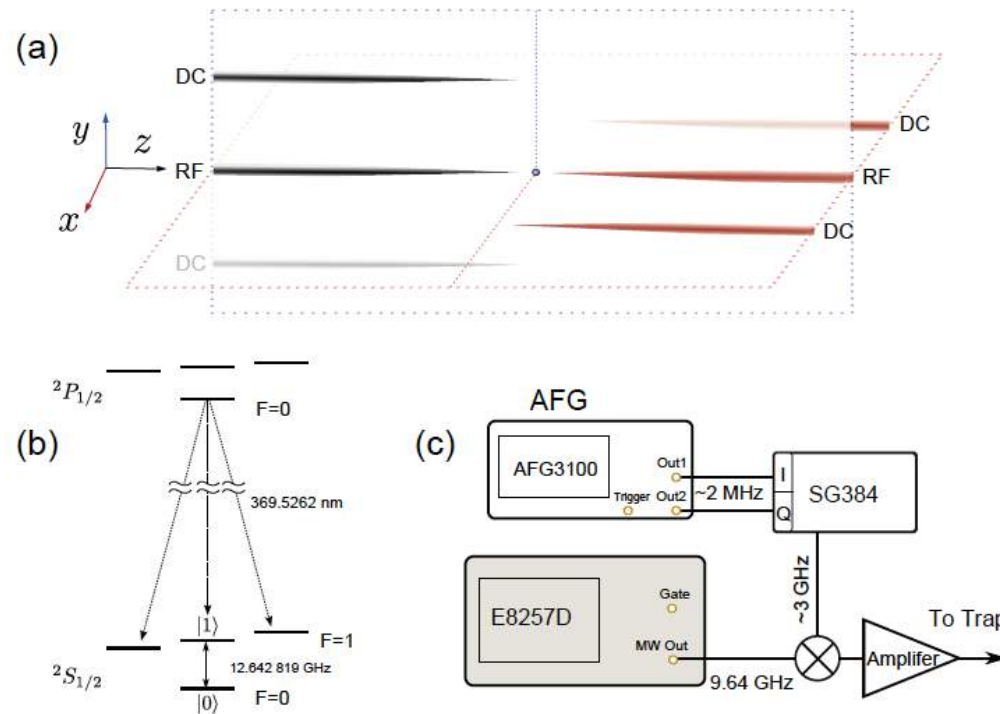 (a)
DC
DC
y
z
RF
RF
x
DC
DC
²P₁/₂
F=0
(b)
369.5262 nm
|1⟩
F=1
²S₁/₂
12.642 819 GHz
|0⟩
F=0
(c)
AFG
AFG3100
Out1
Trigger
Out2
~2 MHz
I
Q
SG384
~3 GHz
E8257D
Gate
MW Out
9.64 GHz
Amplifer
To Trap